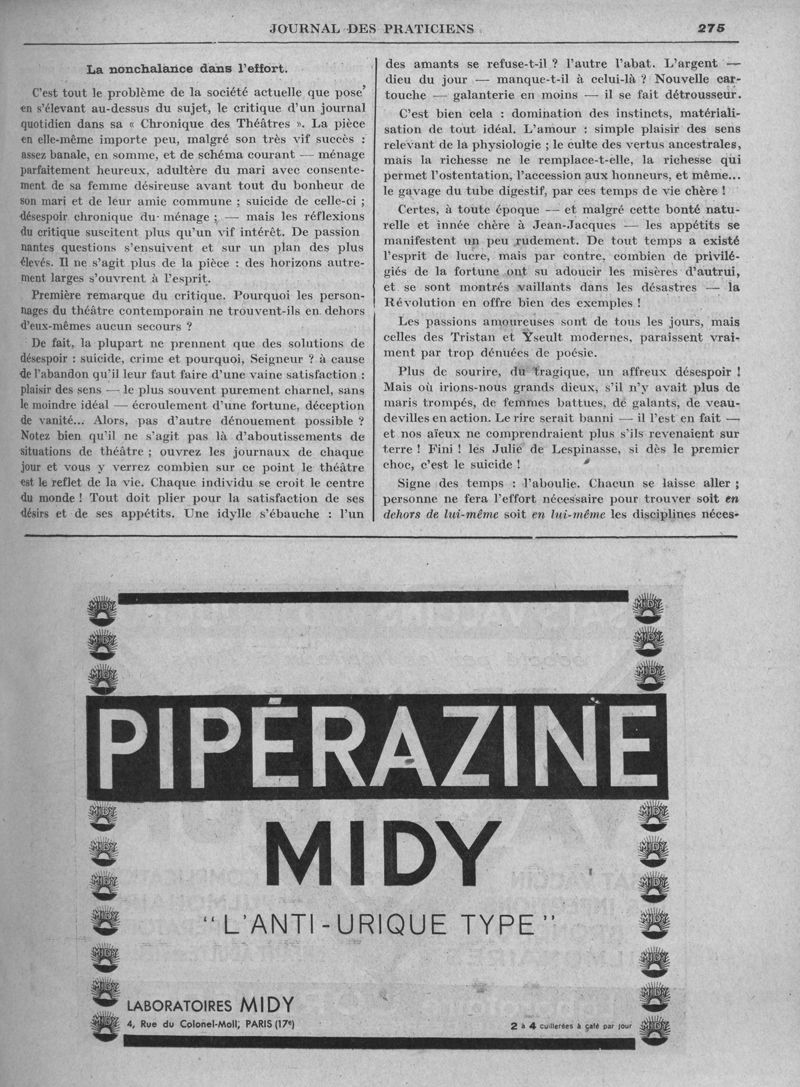 JOURNAL DES PRATICIENS
275
La nonchalance dans l'effort.
C'est tout le problème de la société actuelle que pose
en s'élevant au-dessus du sujet, le critique d'un journal
quotidien dans sa « Chronique des Théâtres ». La pièce
en elle-même importe peu, malgré son très vif succès :
assez banale, en somme, et de schéma courant — ménage
parfaitement heureux, adultère du mari avec consente-
ment de sa femme désireuse avant tout du bonheur de
son mari et de leur amie commune ; suicide de celle-ci ;
désespoir chronique du ménage ; — mais les réflexions
du critique suscitent plus qu'un vif intérêt. De passion
nantes questions s'ensuivent et sur un plan des plus
élevés. Il ne s'agit plus de la pièce : des horizons autre-
ment larges s'ouvrent à l'esprit.
Première remarque du critique. Pourquoi les person-
nages du théâtre contemporain ne trouvent-ils en dehors
d'eux-mêmes aucun secours ?
De fait, la plupart ne prennent que des solutions de
désespoir : suicide, crime et pourquoi, Seigneur ? à cause
de l'abandon qu'il leur faut faire d'une vaine satisfaction :
plaisir des sens — le plus souvent purement charnel, sans
le moindre idéal — écroulement d'une fortune, déception
de vanité... Alors, pas d'autre dénouement possible ?
Notez bien qu'il ne s'agit pas là d'aboutissements de
situations de théâtre ; ouvrez les journaux de chaque
jour et vous y verrez combien sur ce point le théâtre
est le reflet de la vie. Chaque individu se croit le centre
du monde ! Tout doit plier pour la satisfaction de ses
désirs et de ses appétits. Une idylle s'ébauche : l'un
des amants se refuse-t-il ? l'autre l'abat. L'argent —
dieu du jour — manque-t-il à celui-là ? Nouvelle car-
touche — galanterie en moins — il se fait détrousseur.
C'est bien cela : domination des instincts, matériali-
sation de tout idéal. L'amour : simple plaisir des sens
relevant de la physiologie ; le culte des vertus ancestrales,
mais la richesse ne le remplace-t-elle, la richesse qui
permet l'ostentation, l'accession aux honneurs, et même...
le gavage du tube digestif, par ces temps de vie chère !
Certes, à toute époque — et malgré cette bonté natu-
relle et innée chère à Jean-Jacques — les appétits se
manifestent un peu rudement. De tout temps a existé
l'esprit de lucre, mais par contre, combien de privilé-
giés de la fortune ont su adoucir les misères d'autrui,
et se sont montrés vaillants dans les désastres — la
Révolution en offre bien des exemples !
Les passions amoureuses sont de tous les jours, mais
celles des Tristan et Yseult modernes, paraissent vrai-
ment par trop dénuées de poésie.
Plus de sourire, du tragique, un affreux désespoir !
Mais où irions-nous grands dieux, s'il n'y avait plus de
maris trompés, de femmes battues, de galants, de veau-
devilles en action. Le rire serait banni — il l'est en fait —
et nos aïeux ne comprendraient plus s'ils revenaient sur
terre ! Fini ! les Julie de Lespinasse, si dès le premier
choc, c'est le suicide !
Signe des temps : l'aboulie. Chacun se laisse aller ;
personne ne fera l'effort nécessaire pour trouver soit en
dehors de lui-même soit en lui-même les disciplines néces-
PIPÉRAZINE
MIDY
"L'ANTI-URIQUE TYPE"
LABORATOIRES MIDY
4, Rue du Colonel-Moll, PARIS (17e)
2 à 4 cuillerées à café par jour